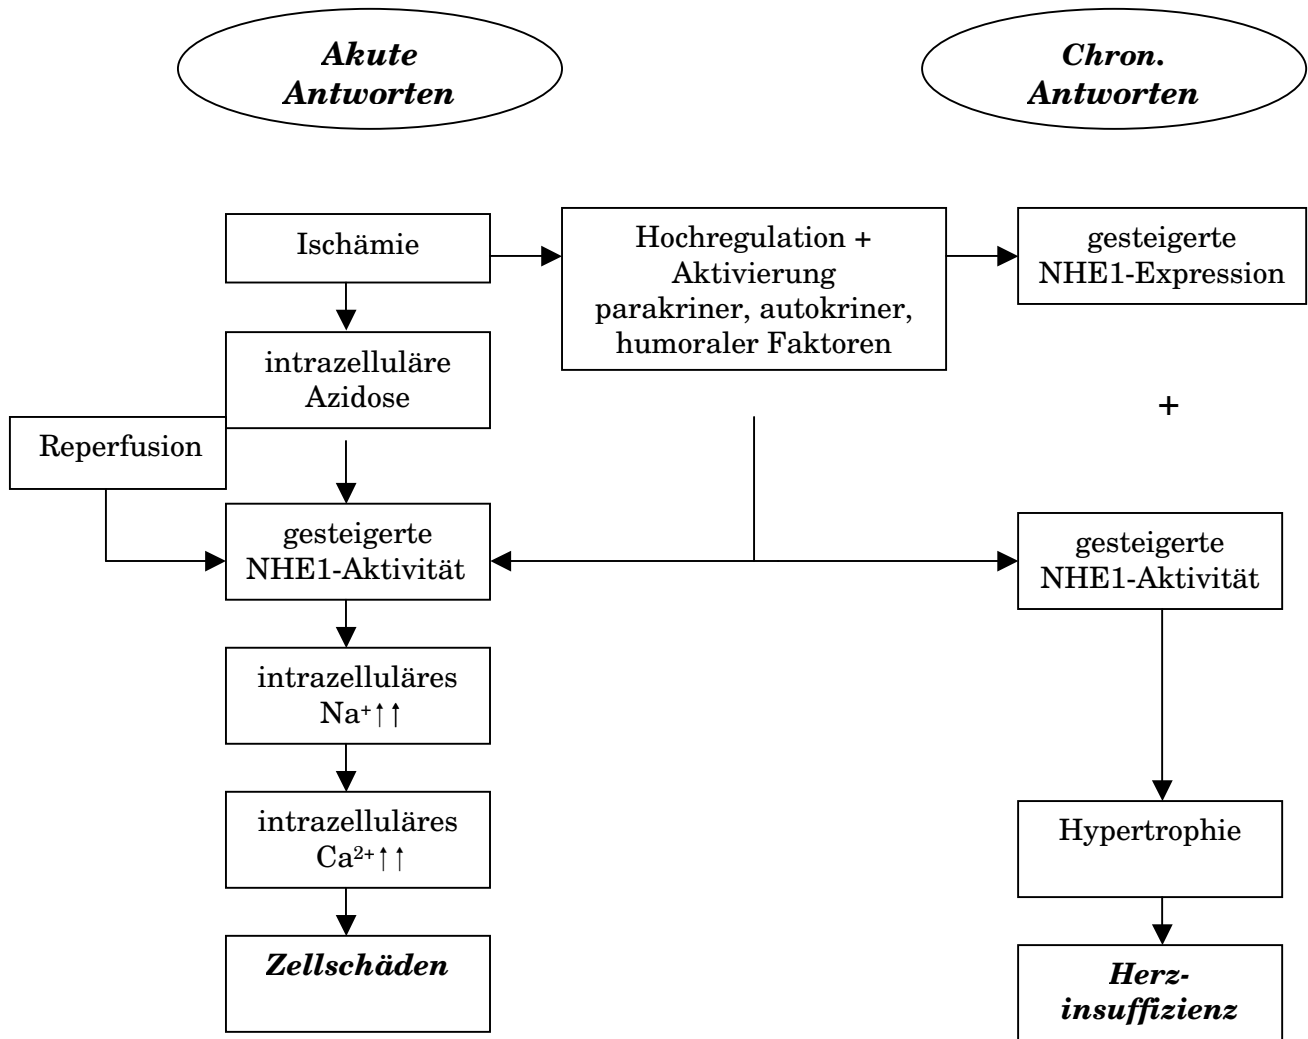 Akute
Antworten
Chron.
Antworten
Ischämie
Hochregulation +
Aktivierung
parakriner, autokriner,
humoraler Faktoren
gesteigerte
NHE1-Expression
intrazelluläre
Azidose
+
Reperfusion
gesteigerte
NHE1-Aktivität
gesteigerte
NHE1-Aktivität
intrazelluläres
Na⁺↑↑
intrazelluläres
Ca²⁺↑↑
Hypertrophie
Zellschäden
Herz-
insuffizienz